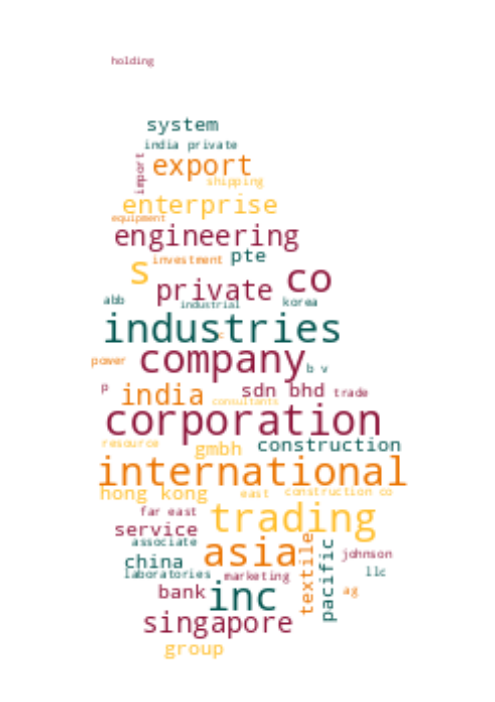 holding
system
india private
import
export
shipping
enterprise
equipment
engineering
pte
investment
s
private
co
abb
industrial
korea
industries
company
power
b v
p
india
sdn bhd
trade
consultants
corporation
resource
gmbh
construction
international
hong kong
east
construction co
far east
trading
service
associate
asia
textile
pacific
johnson
china
laboratories
marketing
llc
bank
inc
ag
singapore
group